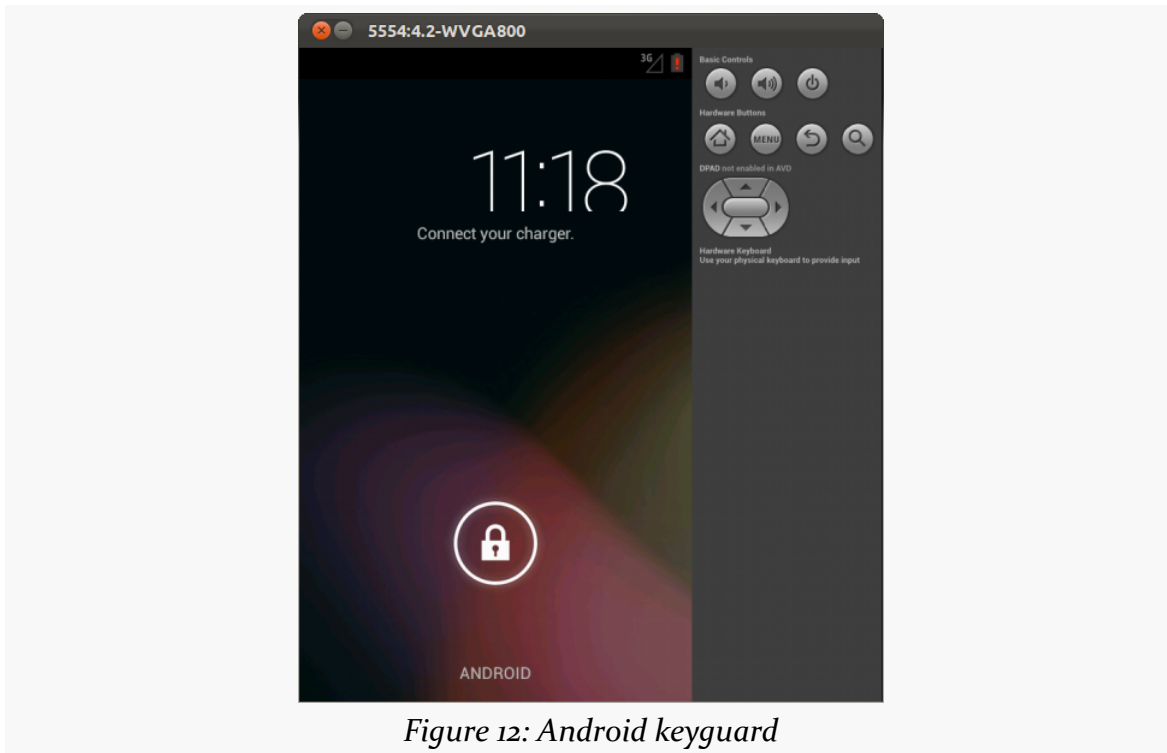 5554:4.2-WVGA800
3G
11:18
Connect your charger.
ANDROID
Basic Controls
Hardware Buttons
MENU
DPAD not enabled in AVD
Hardware Keyboard
Use your physical keyboard to provide input
Figure 12: Android keyguard